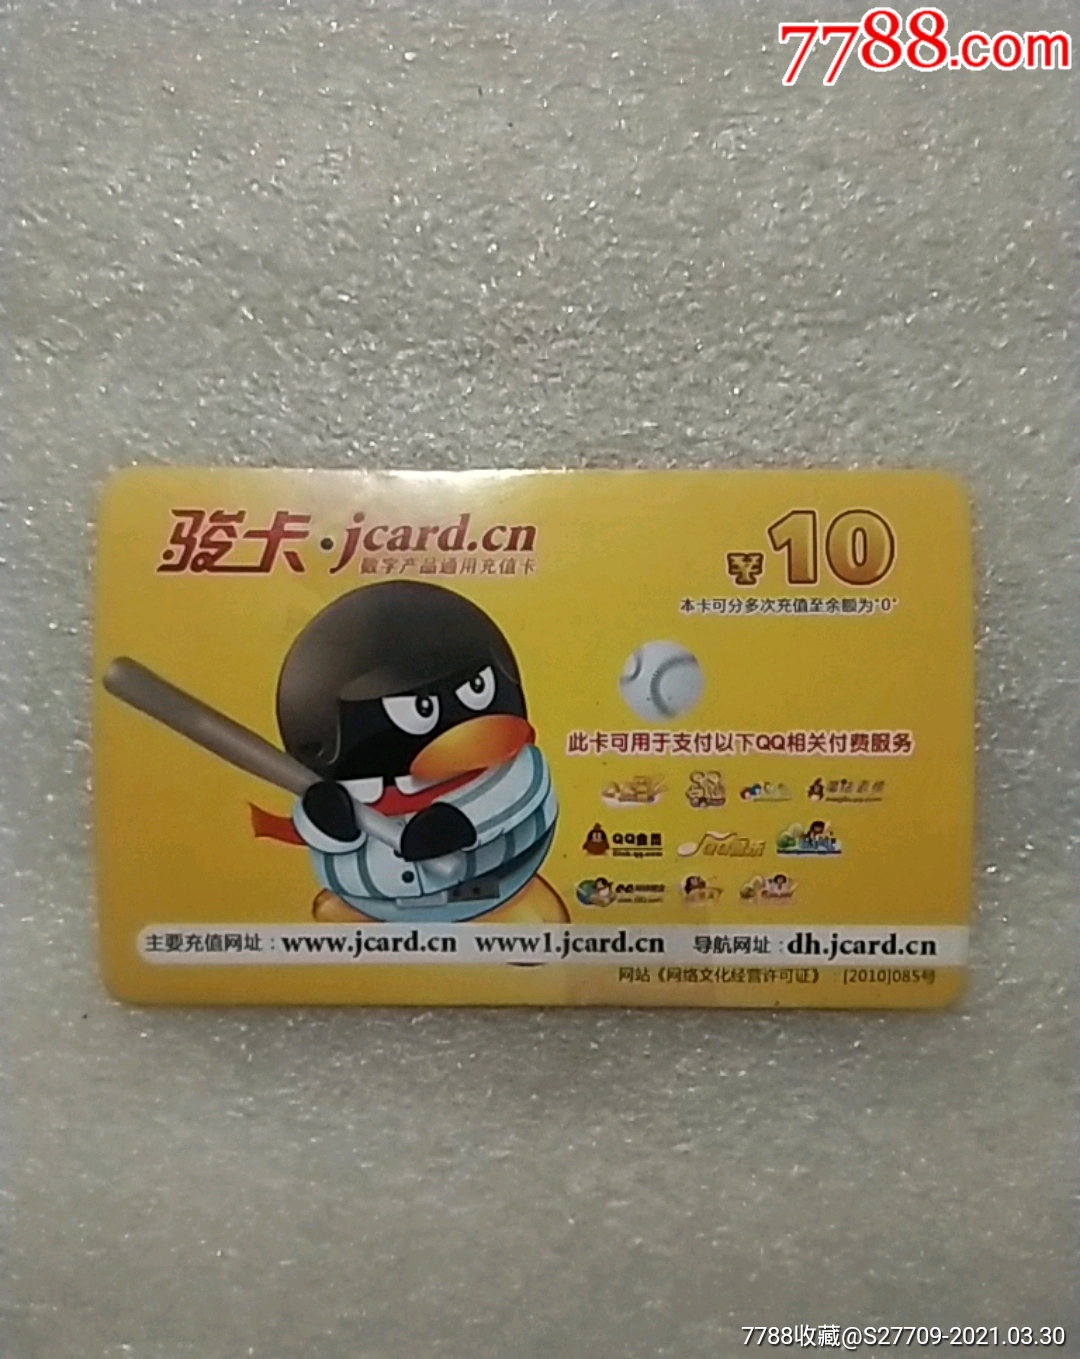 7788.com
骏卡·jcard.cn
数字产品通用充值卡
¥10
本卡可分多次充值至余额为"0"
此卡可用于支付以下QQ相关付费服务
QQ会员
主要充值网址：www.jcard.cn www1.jcard.cn 导航网址：dh.jcard.cn
网站《网络文化经营许可证》：[2010]085号
7788收藏@S27709-2021.03.30